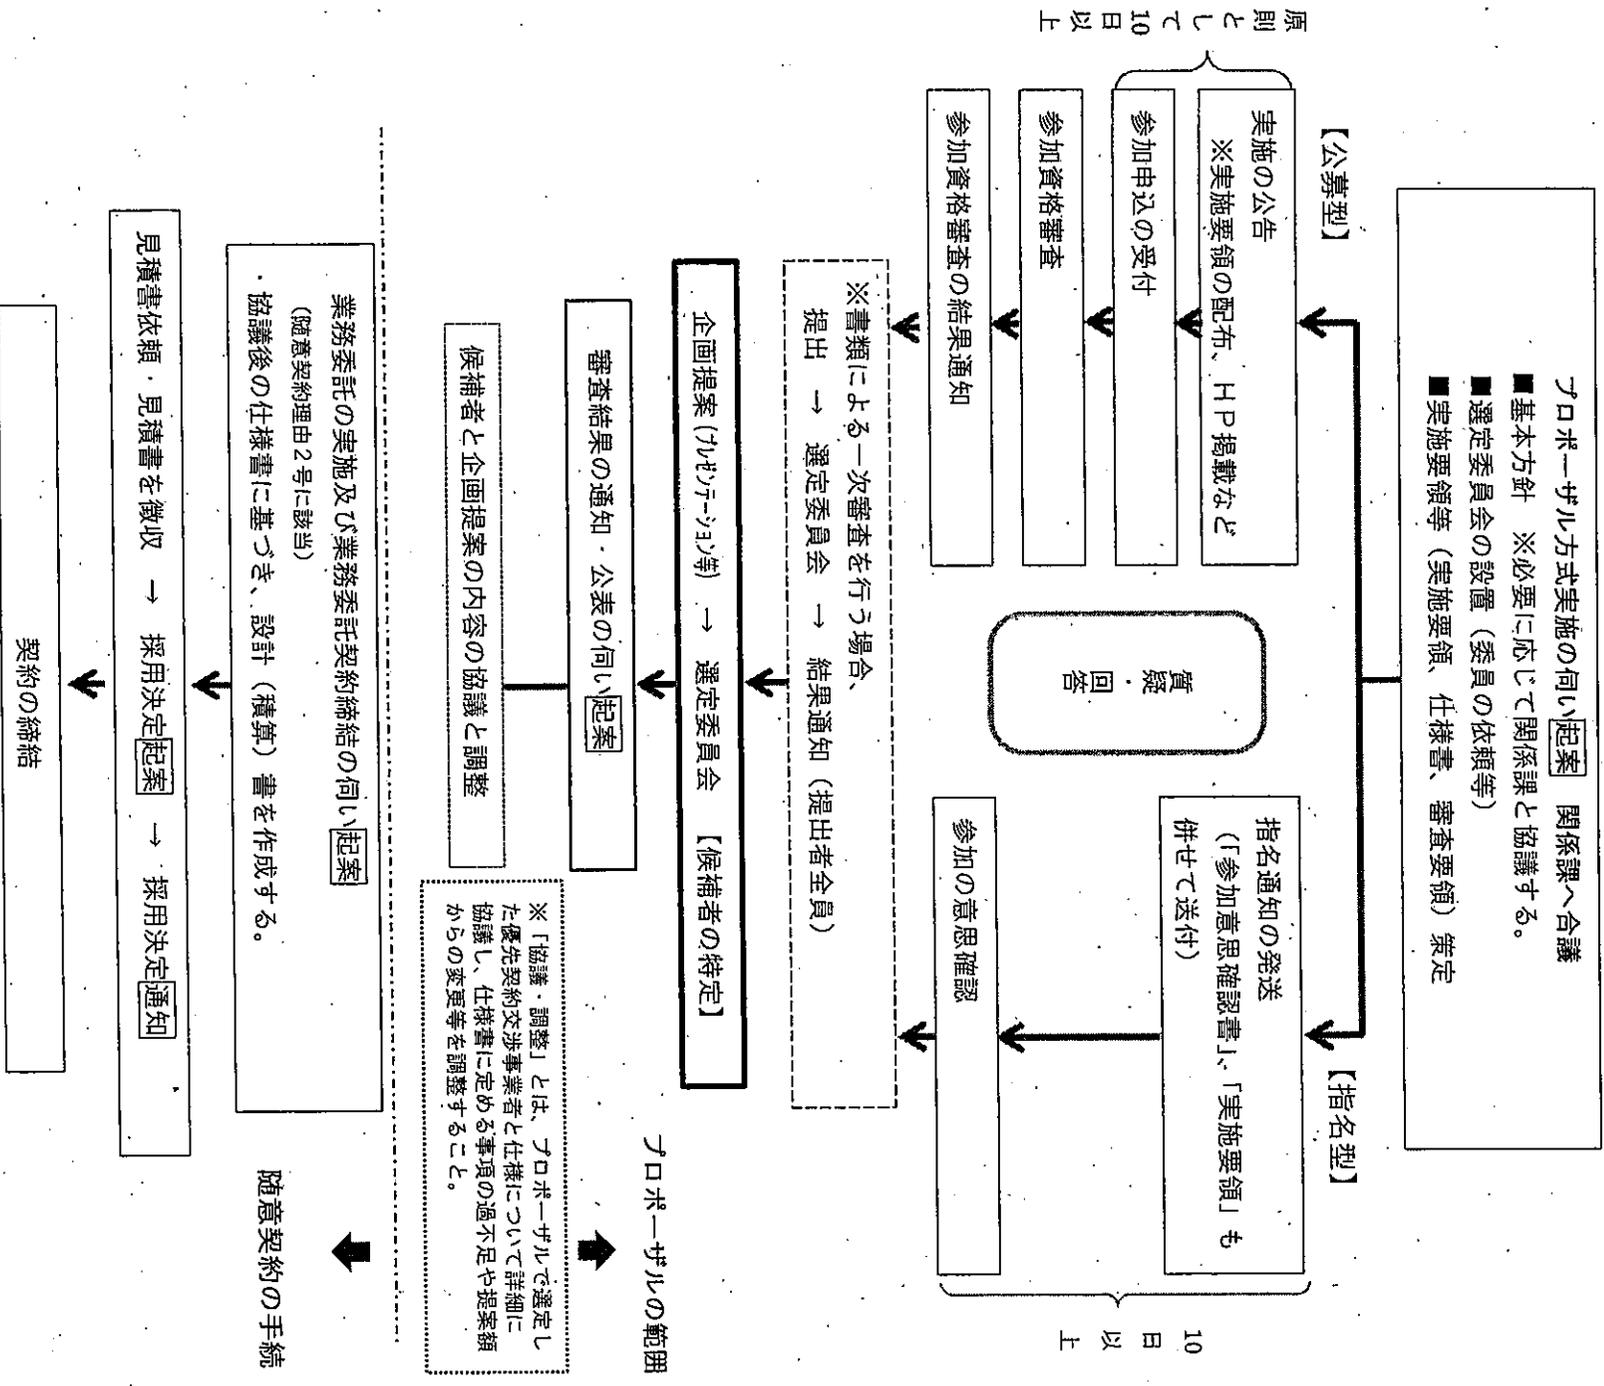 プロポーザル方式実施の伺い起案　関係課へ合議
■基本方針　※必要に応じて関係課と協議する。
■選定委員会の設置（委員の依頼等）
■実施要領等（実施要領、仕様書、審査要領）策定
【公募型】
【指名型】
原則として10日以上
実施の公告
※実施要領の配布、ＨＰ掲載など
参加申込の受付
参加資格審査
参加資格審査の結果通知
質疑・回答
指名通知の発送
（「参加意思確認書」、「実施要領」も
併せて送付）
参加の意思確認
10日以上
※書類による一次審査を行う場合、
提出　→　選定委員会　→　結果通知（提出者全員）
企画提案（ﾌﾟﾚｾﾞﾝﾃｰｼｮﾝ等）　→　選定委員会　【候補者の特定】
審査結果の通知・公表の伺い起案
候補者と企画提案の内容の協議と調整
プロポーザルの範囲
※「協議・調整」とは、プロポーザルで選定し
た優先契約交渉事業者と仕様について詳細に
協議し、仕様書に定める事項の過不足や提案額
からの変更等を調整すること。
随意契約の手続
業務委託の実施及び業務委託契約締結の伺い起案
（随意契約理由２号に該当）
協議後の仕様書に基づき、設計（積算）書を作成する。
見積書依頼・見積書を徴収　→　採用決定起案　→　採用決定通知
契約の締結